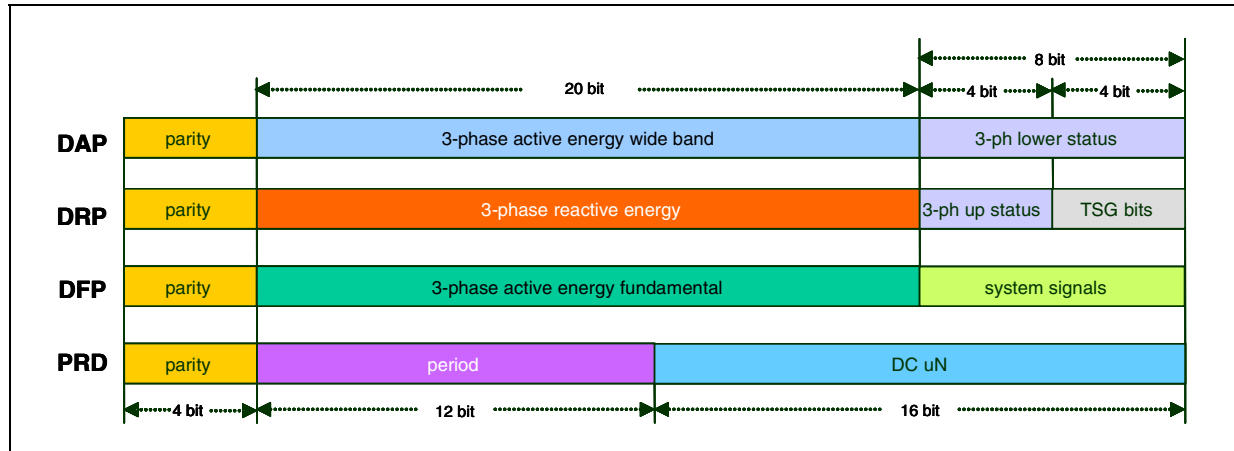 8 bit
20 bit
4 bit
4 bit
DAP
parity
3-phase active energy wide band
3-ph lower status
DRP
parity
3-phase reactive energy
3-ph up status
TSG bits
DFP
parity
3-phase active energy fundamental
system signals
PRD
parity
period
DC uN
4 bit
12 bit
16 bit